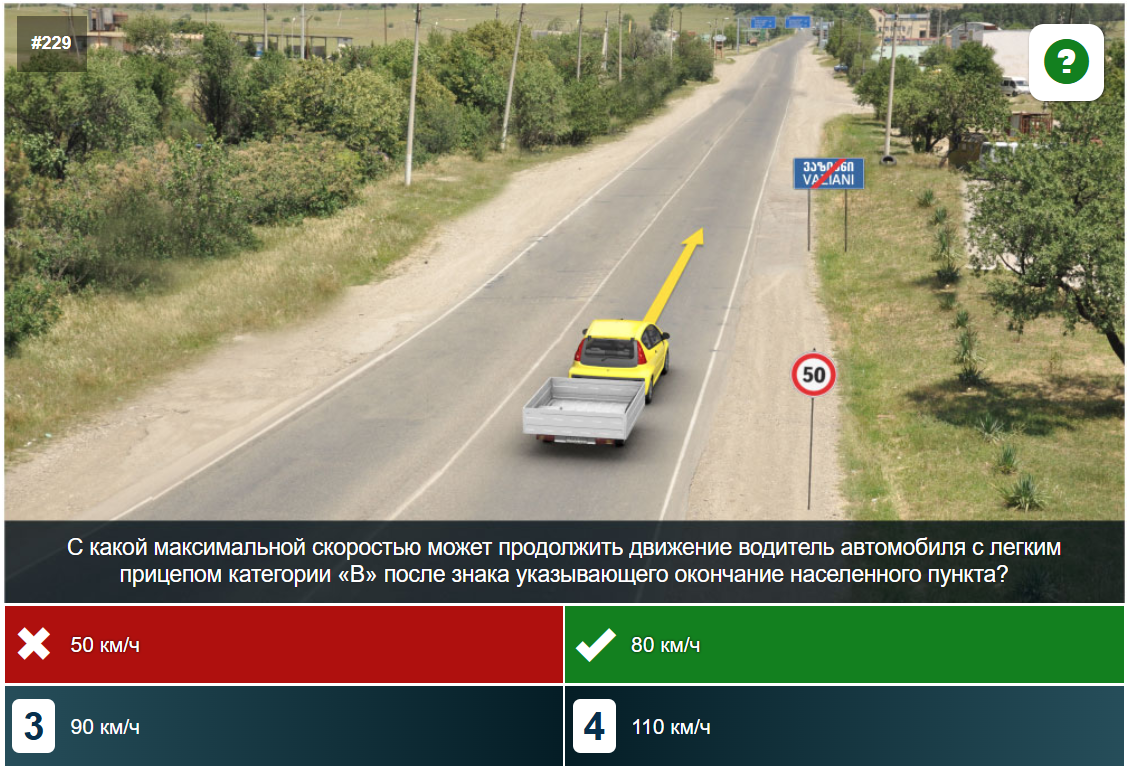 #229
?
ვაზიანი
VAZIANI
50
С какой максимальной скоростью может продолжить движение водитель автомобиля с легким
прицепом категории «B» после знака указывающего окончание населенного пункта?
50 км/ч
80 км/ч
3 90 км/ч
4 110 км/ч